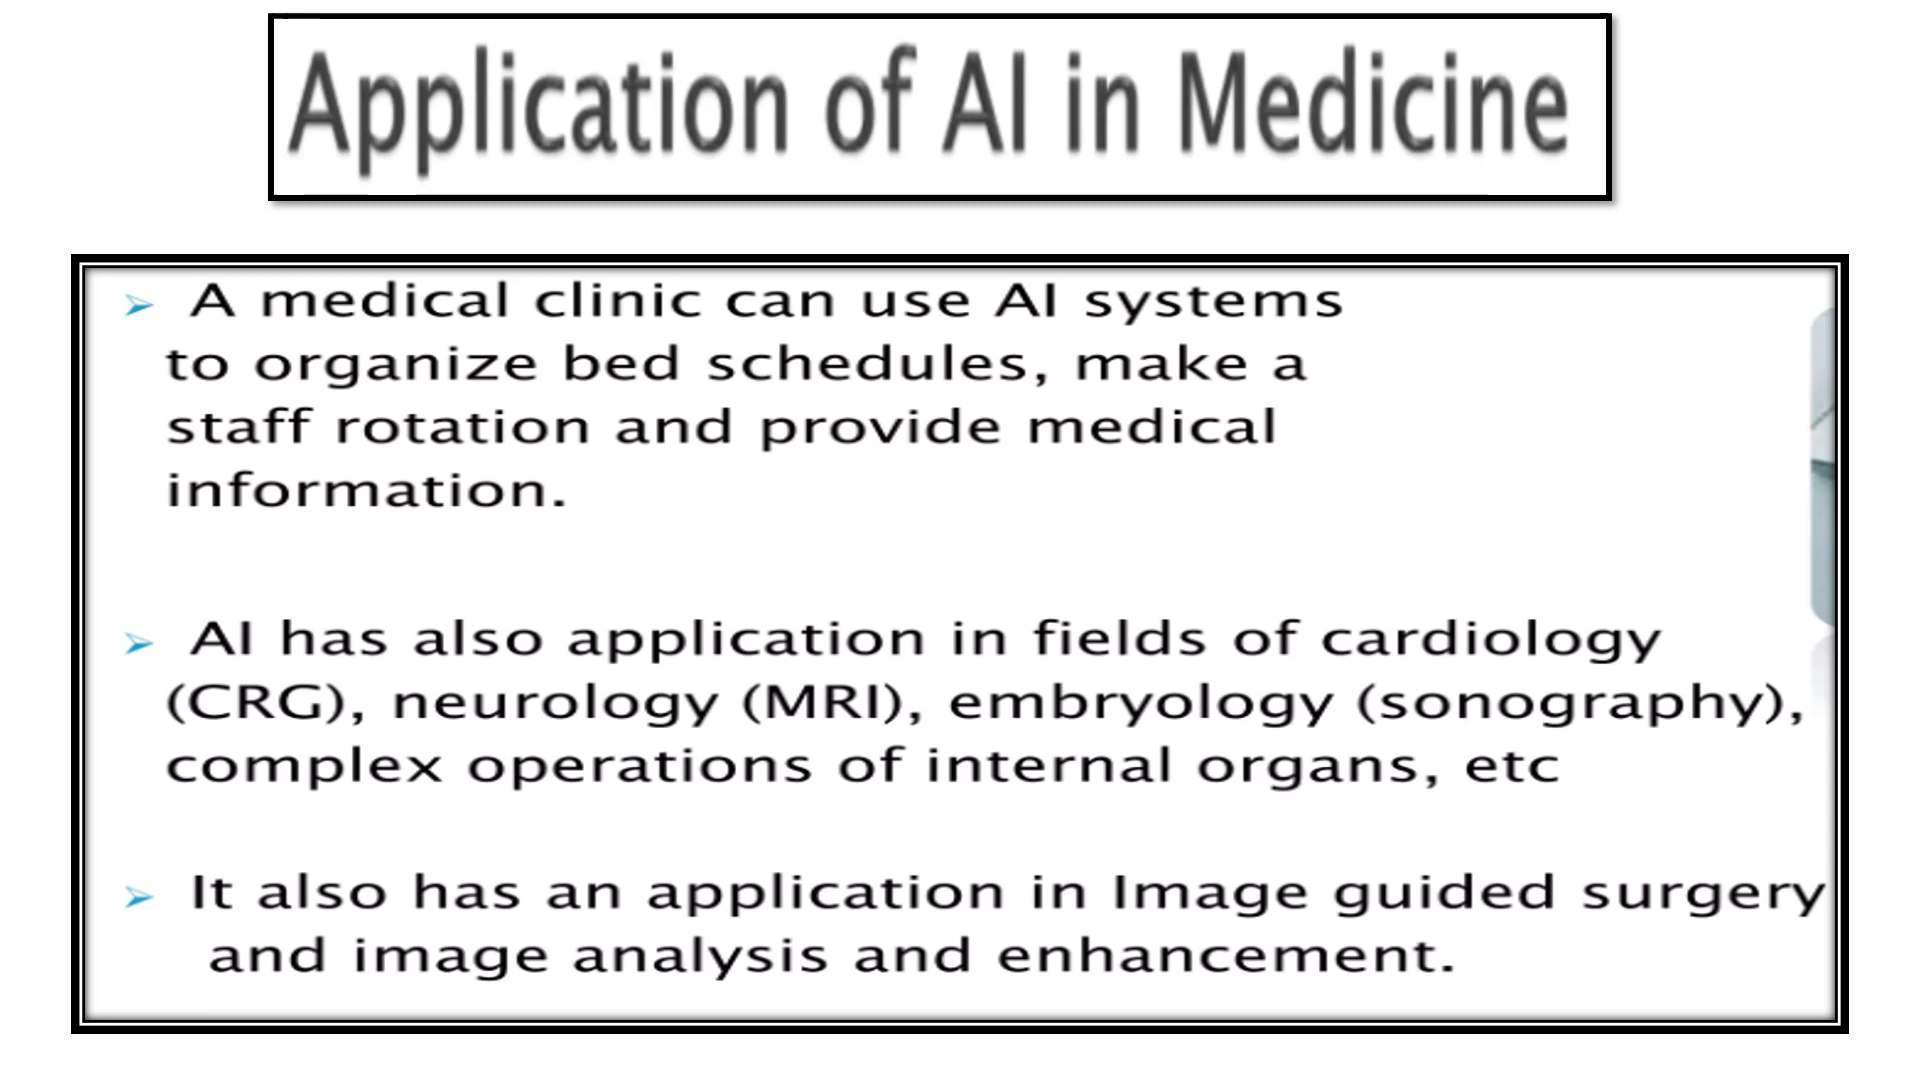 Application of AI in Medicine
➢ A medical clinic can use AI systems
to organize bed schedules, make a
staff rotation and provide medical
information.
➢ AI has also application in fields of cardiology
(CRG), neurology (MRI), embryology (sonography),
complex operations of internal organs, etc
➢ It also has an application in Image guided surgery
and image analysis and enhancement.